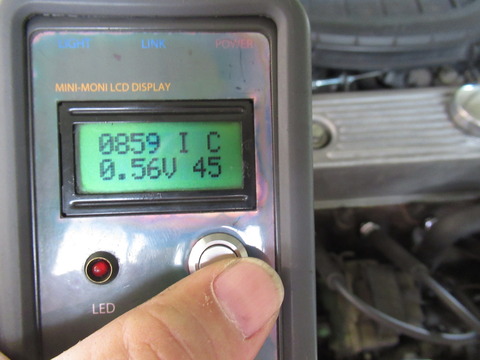 LIGHT LINK POWER
MINI-MONI LCD DISPLAY
0859 I C
0.56V 45
LED